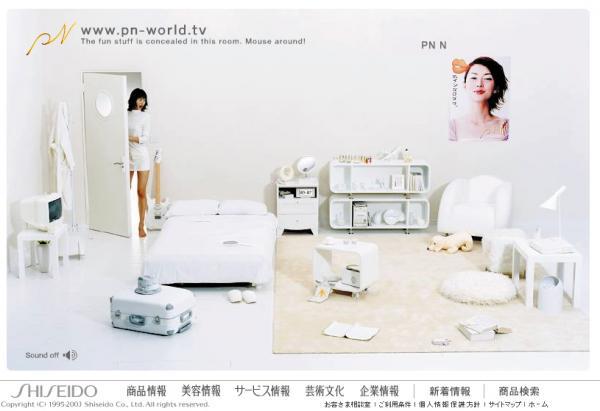 PN
www.pn-world.tv
The fun stuff is concealed in this room. Mouse around!
PN N
Sound off
SHISEIDO
商品情報 美容情報 サービス情報 芸術文化 企業情報 | 新着情報 | 商品検索
Copyright (C) 1995-2003 Shiseido Co., Ltd. All rights reserved.
お客さま相談室 | ご利用条件 | 個人情報保護方針 | サイトマップ | ホーム